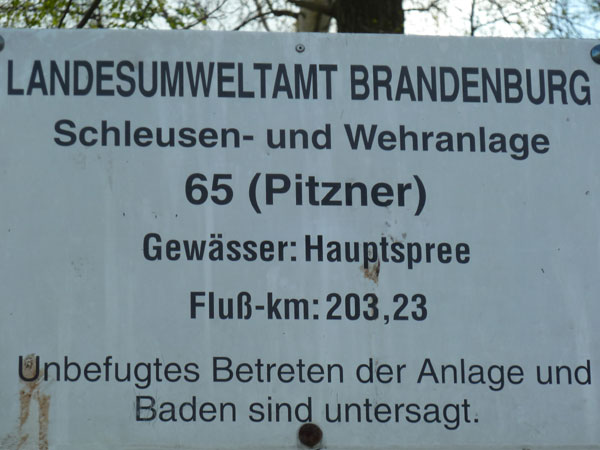 LANDESUMWELTAMT BRANDENBURG
Schleusen- und Wehranlage
65 (Pitzner)
Gewässer: Hauptspree
Fluß-km: 203,23
Unbefugtes Betreten der Anlage und
Baden sind untersagt.